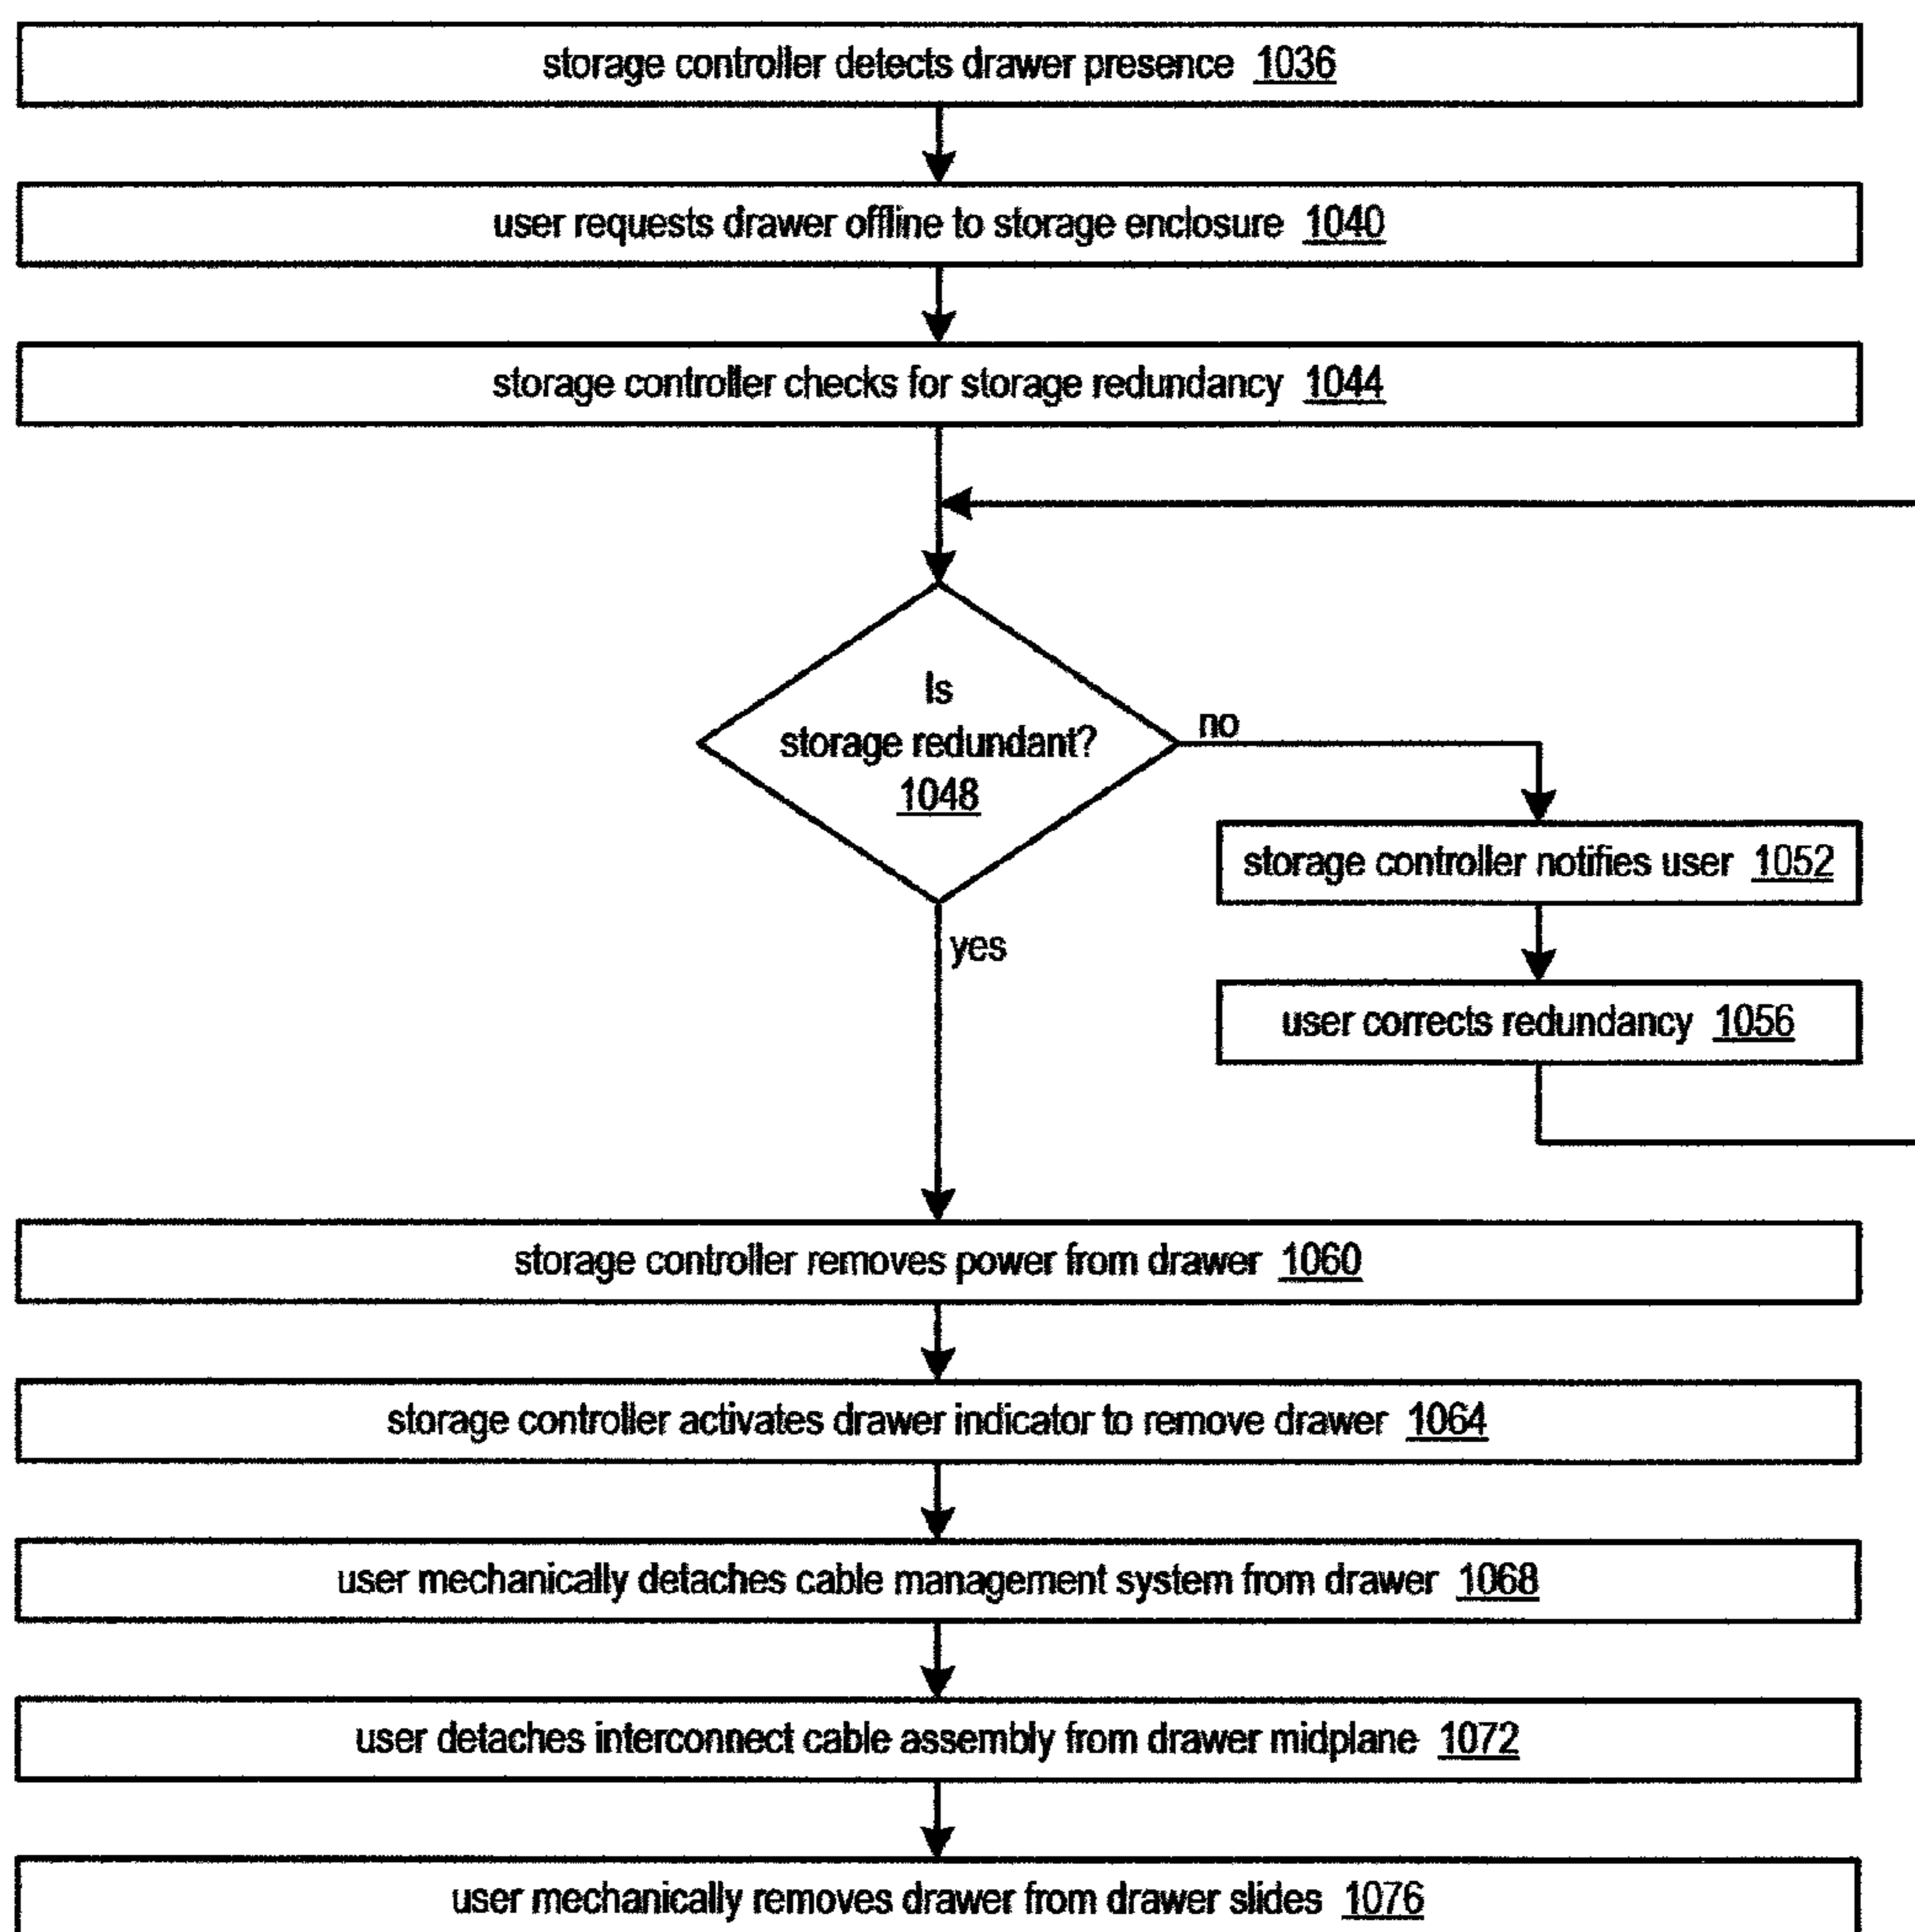 storage controller detects drawer presence 1036
user requests drawer offline to storage enclosure 1040
storage controller checks for storage redundancy 1044
Is
storage redundant?
1048
no
storage controller notifies user 1052
yes
user corrects redundancy 1056
storage controller removes power from drawer 1060
storage controller activates drawer indicator to remove drawer 1064
user mechanically detaches cable management system from drawer 1068
user detaches interconnect cable assembly from drawer midplane 1072
user mechanically removes drawer from drawer slides 1076